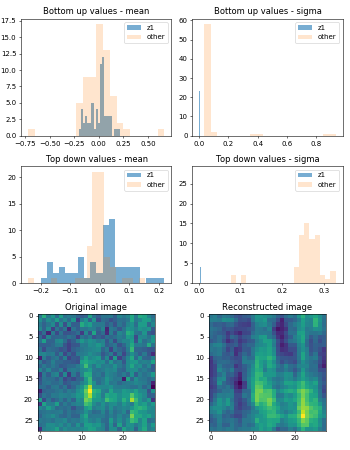 Bottom up values - mean
Bottom up values - sigma
17.5
15.0
12.5
10.0
7.5
5.0
2.5
0.0
z1
other
−0.75 −0.50 −0.25 0.00 0.25 0.50
60
50
40
30
20
10
0
z1
other
0.0 0.2 0.4 0.6 0.8
Top down values - mean
Top down values - sigma
20
15
10
5
0
z1
other
−0.2 −0.1 0.0 0.1 0.2
25
20
15
10
5
0
z1
other
0.0 0.1 0.2 0.3
Original image
Reconstructed image
0
5
10
15
20
25
0 10 20
0
5
10
15
20
25
0 10 20